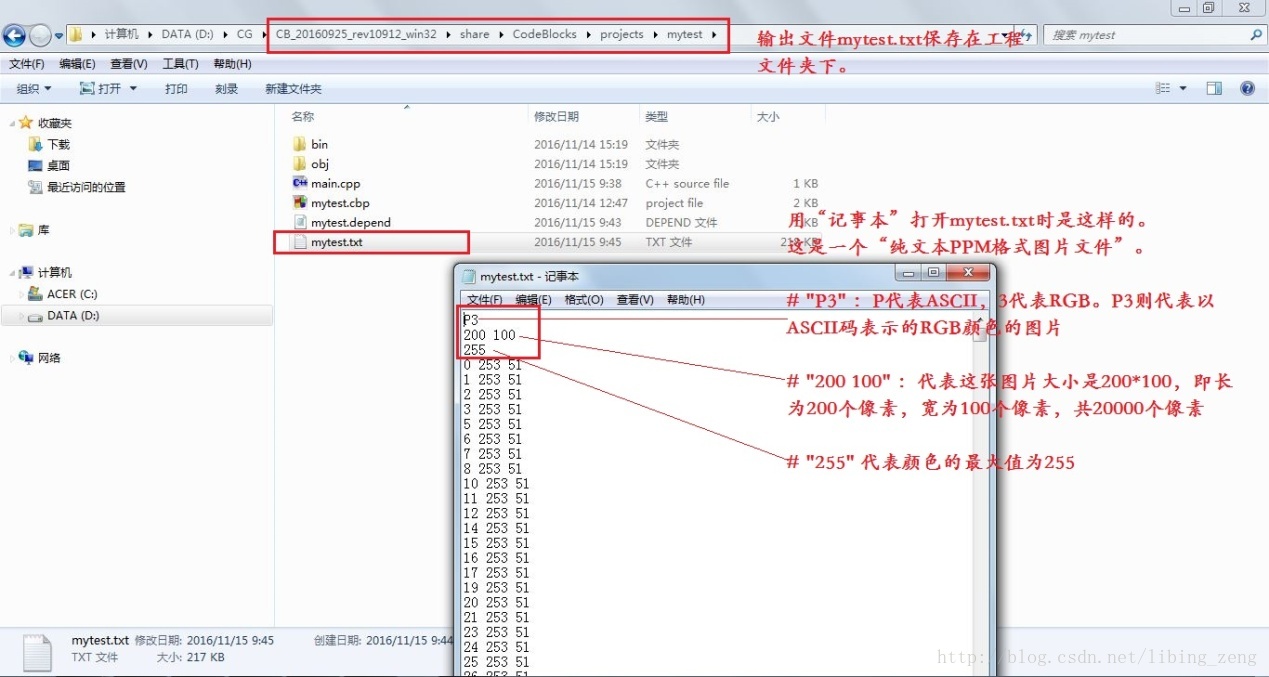 计算机 DATA (D:) CG CB_20160925_rev10912_win32 share CodeBlocks projects mytest
搜索 mytest
输出文件mytest.txt保存在工程
文件夹下。
文件(F) 编辑(E) 查看(V) 工具(T) 帮助(H)
组织 打开 打印 刻录 新建文件夹
收藏夹
下载
桌面
最近访问的位置
库
计算机
ACER (C:)
DATA (D:)
网络
名称 修改日期 类型 大小
bin 2016/11/14 15:19 文件夹
obj 2016/11/14 15:19 文件夹
main.cpp 2016/11/15 9:38 C++ source file 1 KB
mytest.cbp 2016/11/14 12:47 project file 2 KB
mytest.depend 2016/11/15 9:43 DEPEND 文件 KB
mytest.txt 2016/11/15 9:45 TXT 文件
用“记事本”打开mytest.txt时是这样的。
这是一个“纯文本PPM格式图片文件”。
mytest.txt - 记事本
文件(F) 编辑(E) 格式(O) 查看(V) 帮助(H)
P3
200 100
255
0 253 51
1 253 51
2 253 51
3 253 51
5 253 51
6 253 51
7 253 51
8 253 51
10 253 51
11 253 51
12 253 51
14 253 51
15 253 51
16 253 51
17 253 51
19 253 51
20 253 51
21 253 51
23 253 51
24 253 51
25 253 51
26 253 51
# "P3" : P代表ASCII，3代表RGB。P3则代表以
ASCII码表示的RGB颜色的图片
# "200 100" : 代表这张图片大小是200*100，即长
为200个像素，宽为100个像素，共20000个像素
# "255" 代表颜色的最大值为255
mytest.txt 修改日期: 2016/11/15 9:45 创建日期: 2016/11/15 9:44
TXT 文件 大小: 217 KB
http://blog.csdn.net/libing_zeng